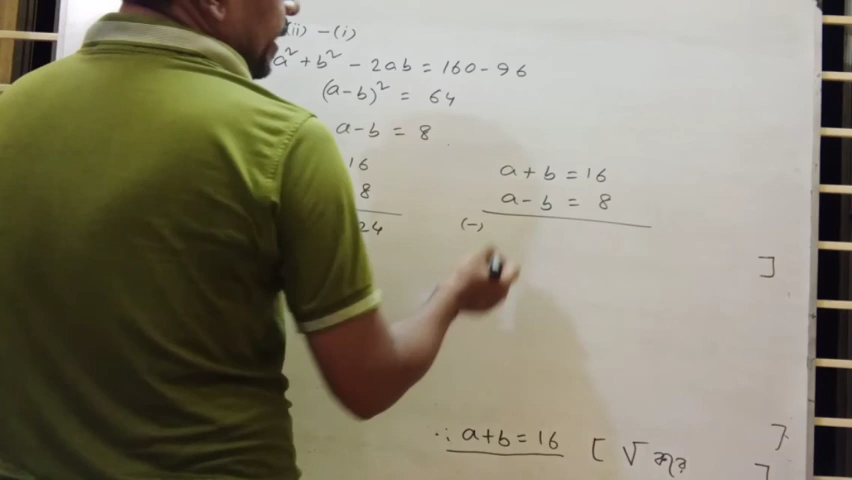 (ii) - (i)
a² + b² - 2ab = 160 - 96
(a-b)² = 64
a-b = 8
16
8
24
a + b = 16
a - b = 8
(-)
]
∴ a+b = 16 [ √
]
]